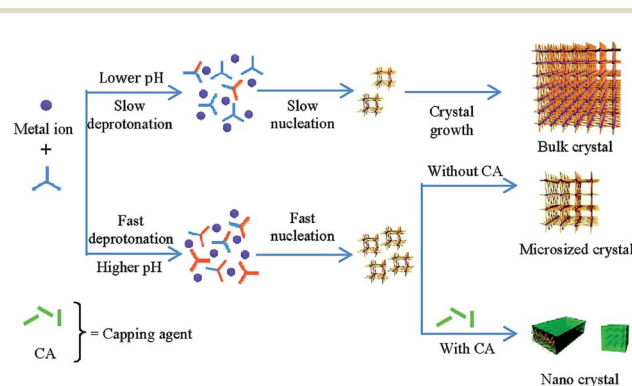 Metal ion
+
Lower pH
Slow
deprotonation
Slow
nucleation
Crystal
growth
Bulk crystal
Fast
deprotonation
Higher pH
Fast
nucleation
Without CA
Microsized crystal
With CA
Nano crystal
CA
= Capping agent